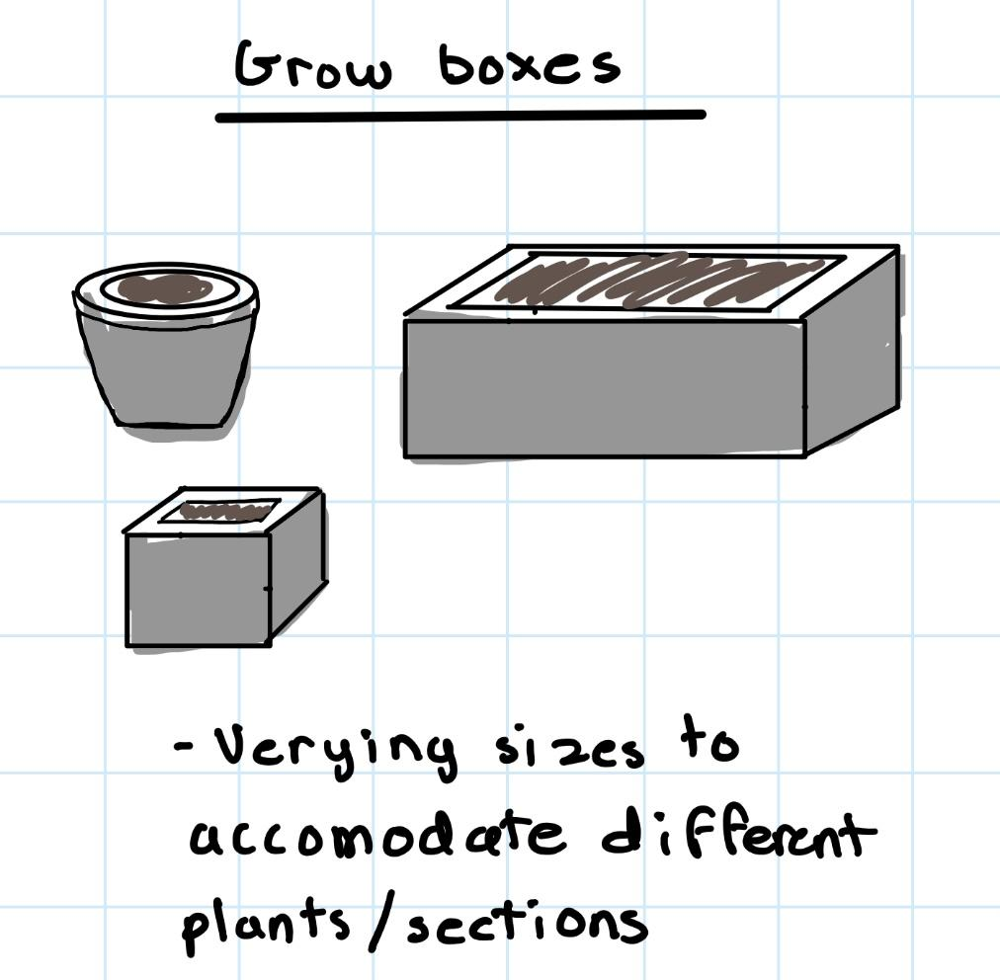 Grow boxes
- Verying sizes to
accomodate different
plants/sections